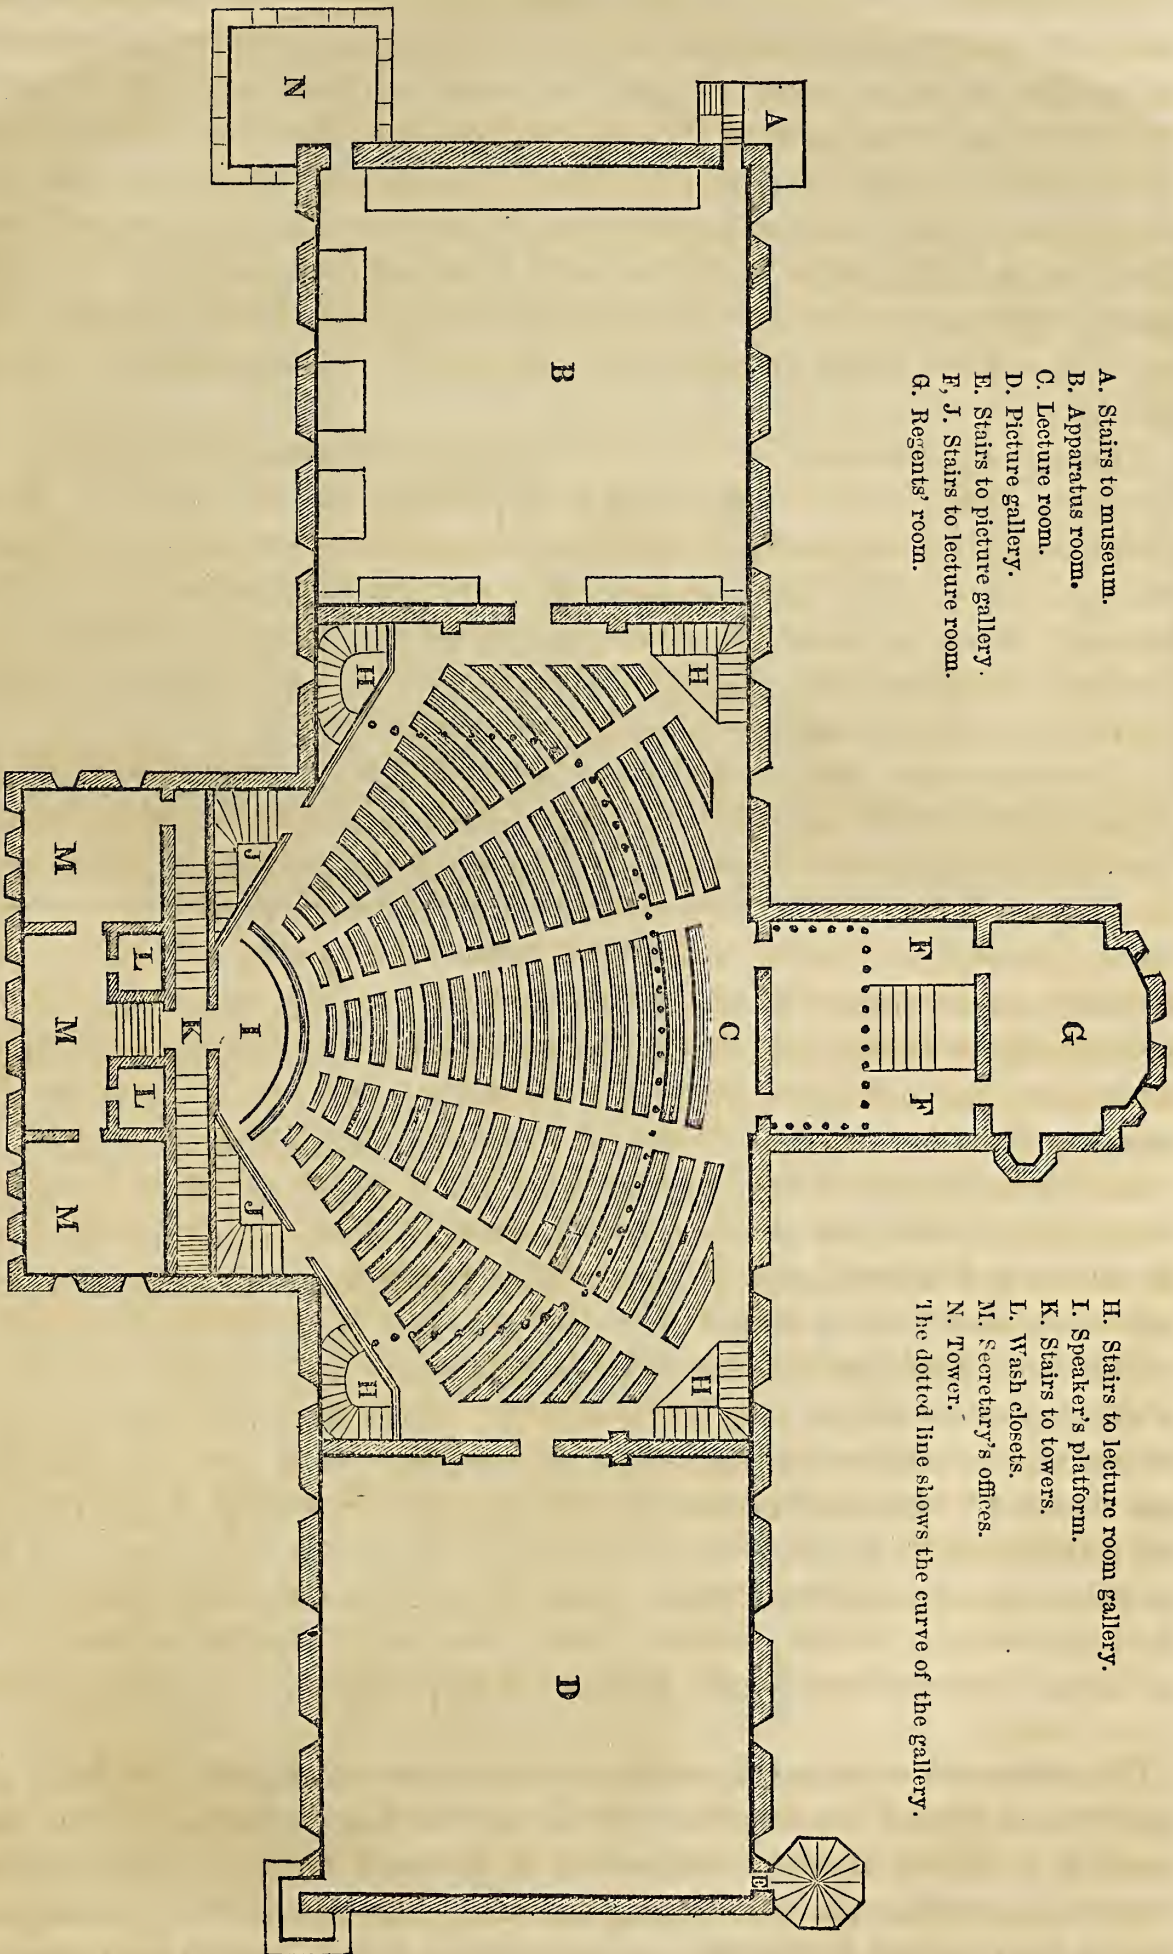 A. Stairs to museum.
B. Apparatus room.
C. Lecture room.
D. Picture gallery.
E. Stairs to picture gallery.
F, J. Stairs to lecture room.
G. Regents' room.
H. Stairs to lecture room gallery.
I. Speaker's platform.
K. Stairs to towers.
L. Wash closets.
M. Secretary's offices.
N. Tower.
The dotted line shows the curve of the gallery.
G
F
F
A
E
C
H
H
B
D
H
H
J
J
I
K
L
L
M
M
M
N